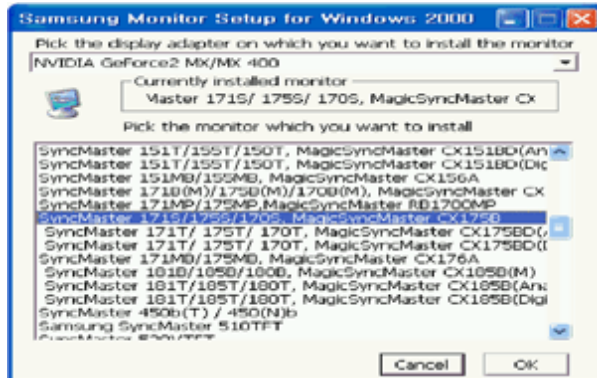 Samsung Monitor Setup for Windows 2000
Pick the display adapter on which you want to install the monitor
NVIDIA GeForce2 MX/MX 400
Currently installed monitor
Master 171S/ 175S/ 170S, MagicSyncMaster CX
Pick the monitor which you want to install
SyncMaster 151T/155T/150T, MagicSyncMaster CX151BD(An
SyncMaster 151T/155T/150T, MagicSyncMaster CX151BD(Dig
SyncMaster 151MB/155MB, MagicSyncMaster CX156A
SyncMaster 171B(M)/175B(M)/170B(M), MagicSyncMaster CX
SyncMaster 171MP/175MP,MagicSyncMaster RB1700MP
SyncMaster 171S/175S/170S, MagicSyncMaster CX175B
SyncMaster 171T/ 175T/ 170T, MagicSyncMaster CX175BD(
SyncMaster 171T/ 175T/ 170T, MagicSyncMaster CX175BD(
SyncMaster 171MB/175MB, MagicSyncMaster CX176A
SyncMaster 181B/185B/180B, MagicSyncMaster CX185B(M)
SyncMaster 181T/185T/180T, MagicSyncMaster CX185B(Ana
SyncMaster 181T/185T/180T, MagicSyncMaster CX185B(Digi
SyncMaster 450b(T) / 450(N)b
Samsung SyncMaster 510TFT
Cancel OK